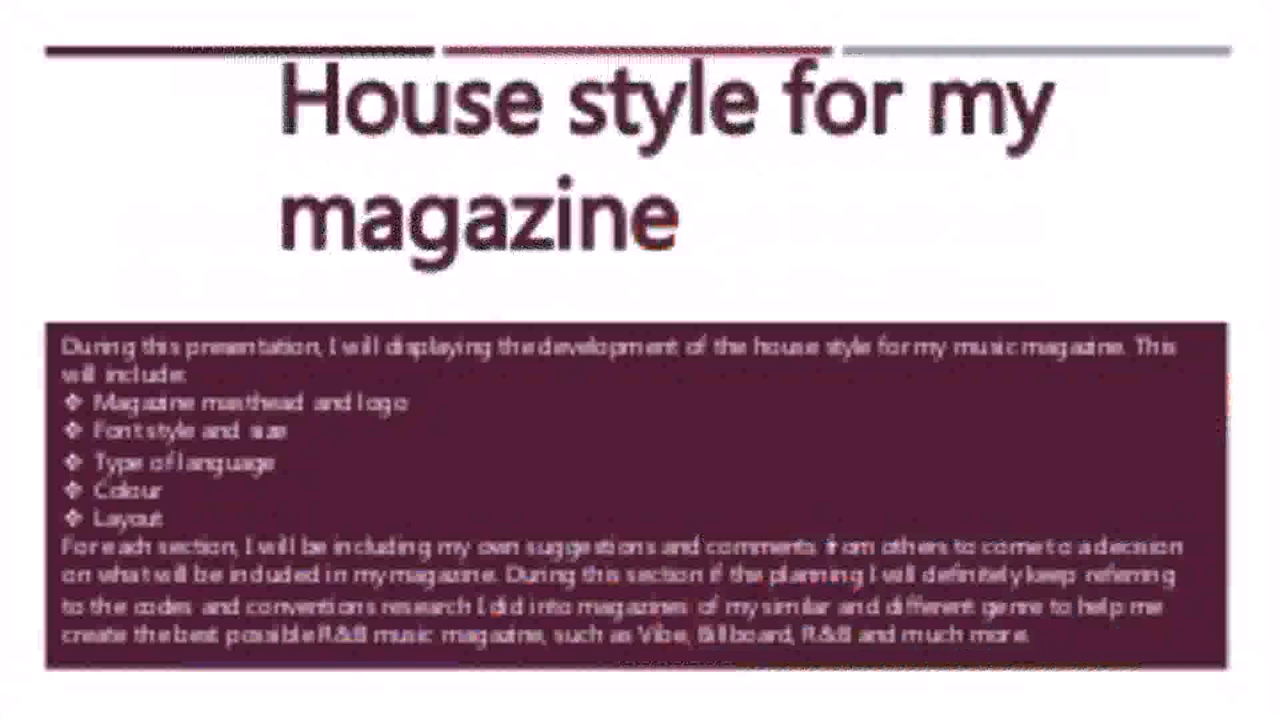 House style for my
magazine
During this presentation, I will displaying the development of the house style for my music magazine. This
will include:
❖ Magazine masthead and logo
❖ Font style and size
❖ Type of language
❖ Colour
❖ Layout
For each section, I will be including my own suggestions and comments from others to come to a decision
on what will be included in my magazine. During this section if the planning I will definitely keep referring
to the codes and conventions research I did into magazines of my similar and different genre to help me
create the best possible R&B music magazine, such as Vibe, Billboard, R&B and much more.